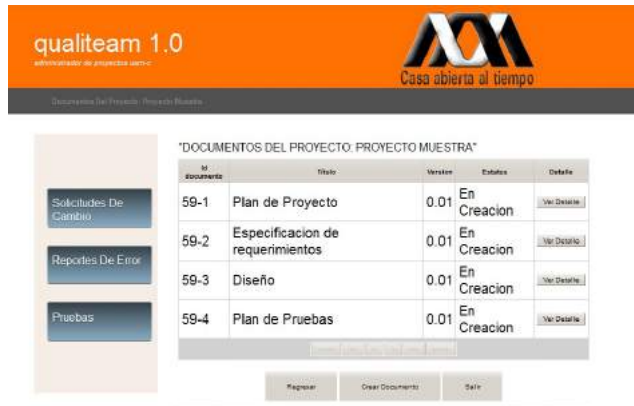 qualiteam 1.0
administrador de proyectos uam-c
Casa abierta al tiempo
Documentos Del Proyecto: Proyecto Muestra
"DOCUMENTOS DEL PROYECTO: PROYECTO MUESTRA"
Id documento Titulo Version Estatus Detalle
59-1 Plan de Proyecto 0.01 En Creacion Ver Detalle
59-2 Especificacion de requerimientos 0.01 En Creacion Ver Detalle
59-3 Diseño 0.01 En Creacion Ver Detalle
59-4 Plan de Pruebas 0.01 En Creacion Ver Detalle
Solicitudes De
Cambio
Reportes De Error
Pruebas
Regresar Crear Documento Salir